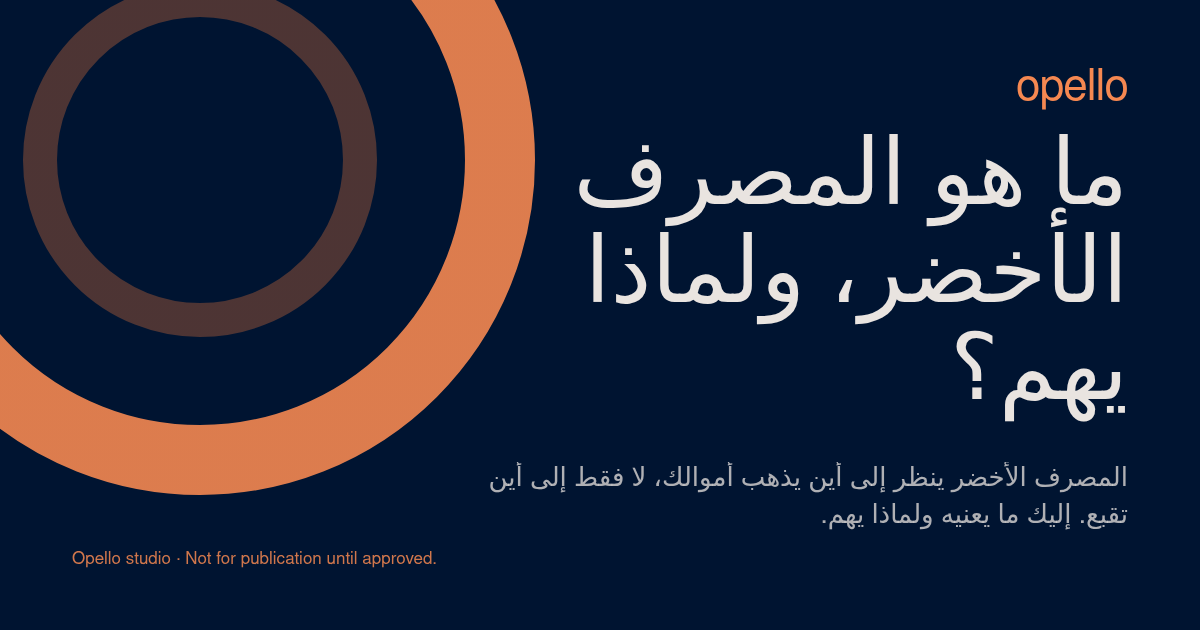 opello
ما هو المصرف
الأخضر، ولماذا
يهم؟
المصرف الأخضر ينظر إلى أين يذهب أموالك، لا فقط إلى أين
تقبع. إليك ما يعنيه ولماذا يهم.
Opello studio · Not for publication until approved.